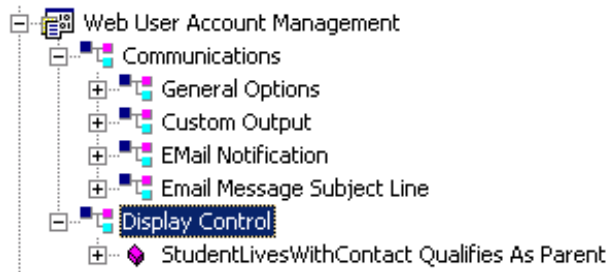 Web User Account Management
Communications
General Options
Custom Output
EMail Notification
Email Message Subject Line
Display Control
StudentLivesWithContact Qualifies As Parent